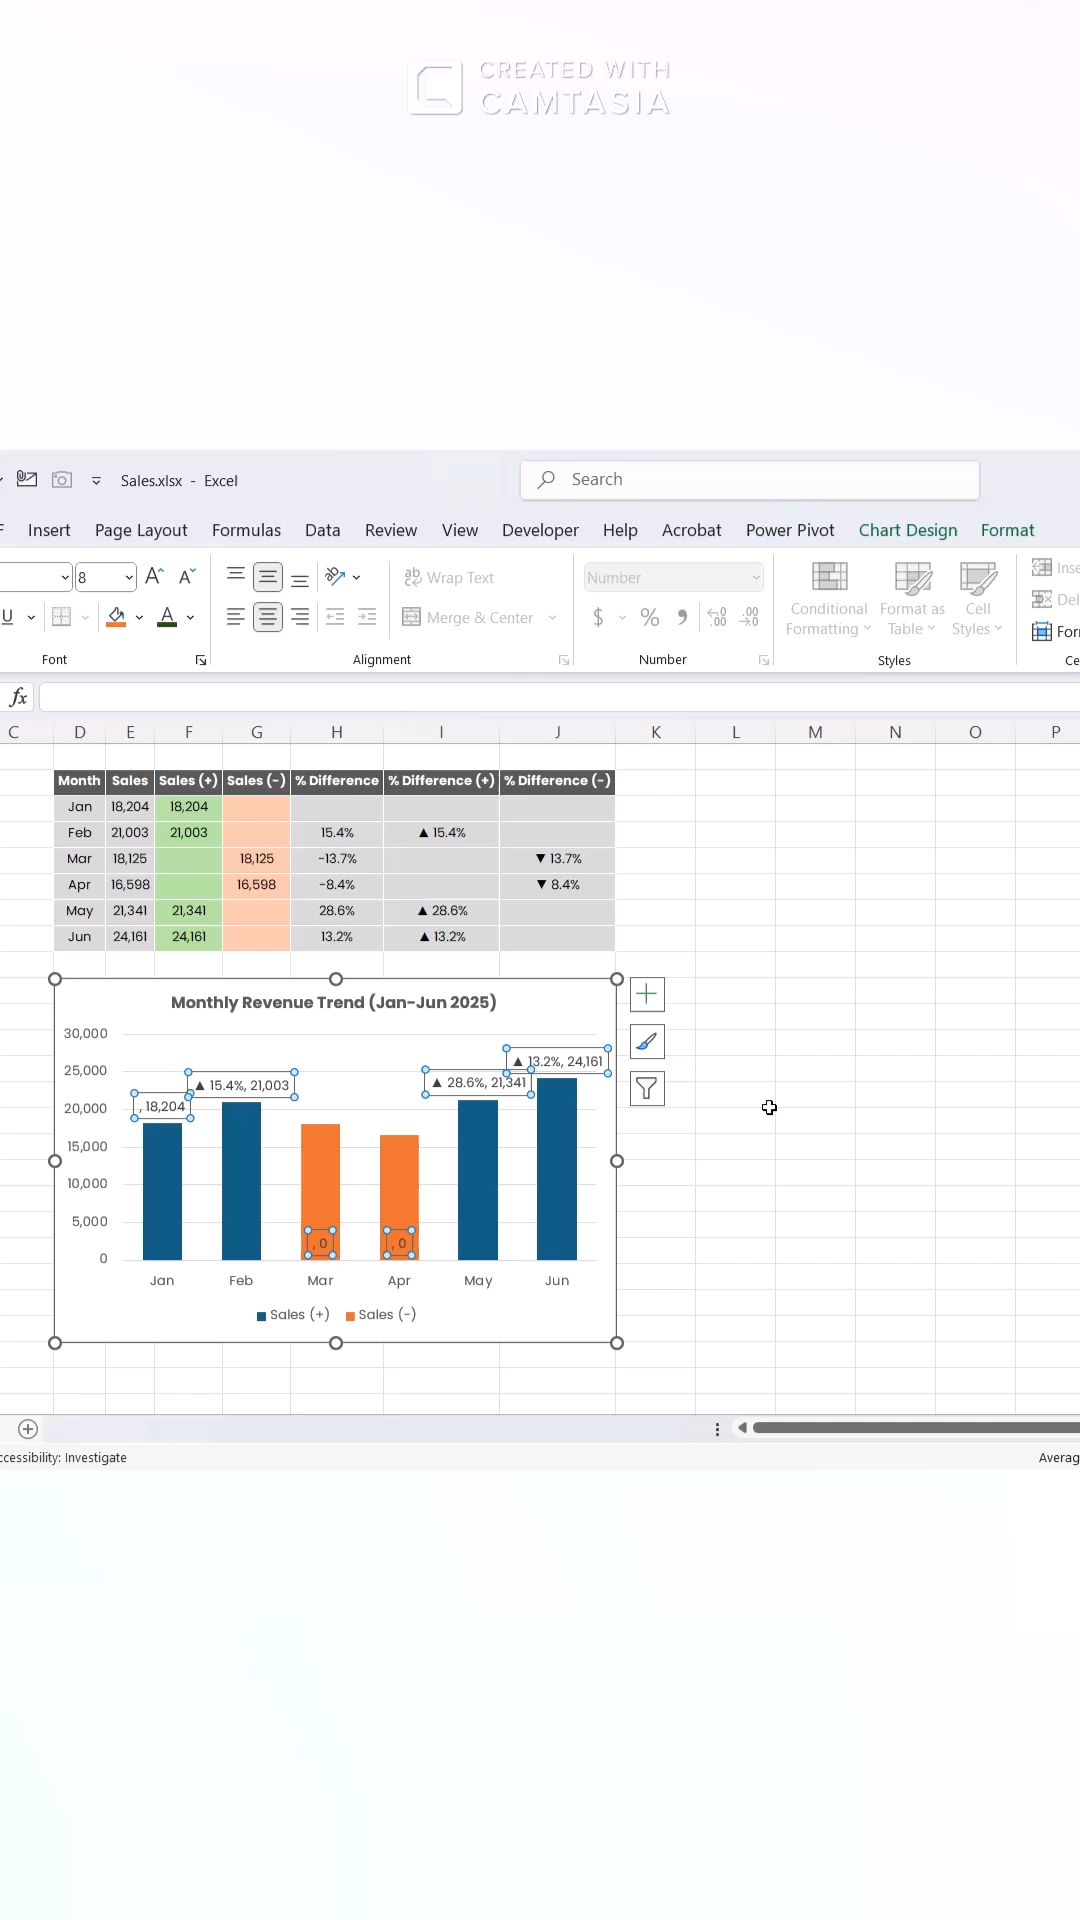 CREATED WITH
CAMTASIA
Sales.xlsx - Excel
Search
Insert Page Layout Formulas Data Review View Developer Help Acrobat Power Pivot Chart Design Format
8 A A ab Wrap Text Number Conditional Formatting Format as Table Cell Styles
U A Merge & Center $ % 9 .00 .00
Font Alignment Number Styles
fx
C D E F G H I J K L M N O P
Month Sales Sales (+) Sales (-) % Difference % Difference (+) % Difference (-)
Jan 18,204 18,204
Feb 21,003 21,003 15.4% ▲ 15.4%
Mar 18,125 18,125 -13.7% ▼ 13.7%
Apr 16,598 16,598 -8.4% ▼ 8.4%
May 21,341 21,341 28.6% ▲ 28.6%
Jun 24,161 24,161 13.2% ▲ 13.2%
Monthly Revenue Trend (Jan-Jun 2025)
30,000
▲ 13.2%, 24,161
25,000
▲ 28.6%, 21,341
▲ 15.4%, 21,003
, 18,204
20,000
15,000
10,000
5,000
, 0 , 0
0
Jan Feb Mar Apr May Jun
Sales (+) Sales (-)
ccessibility: Investigate
Averag